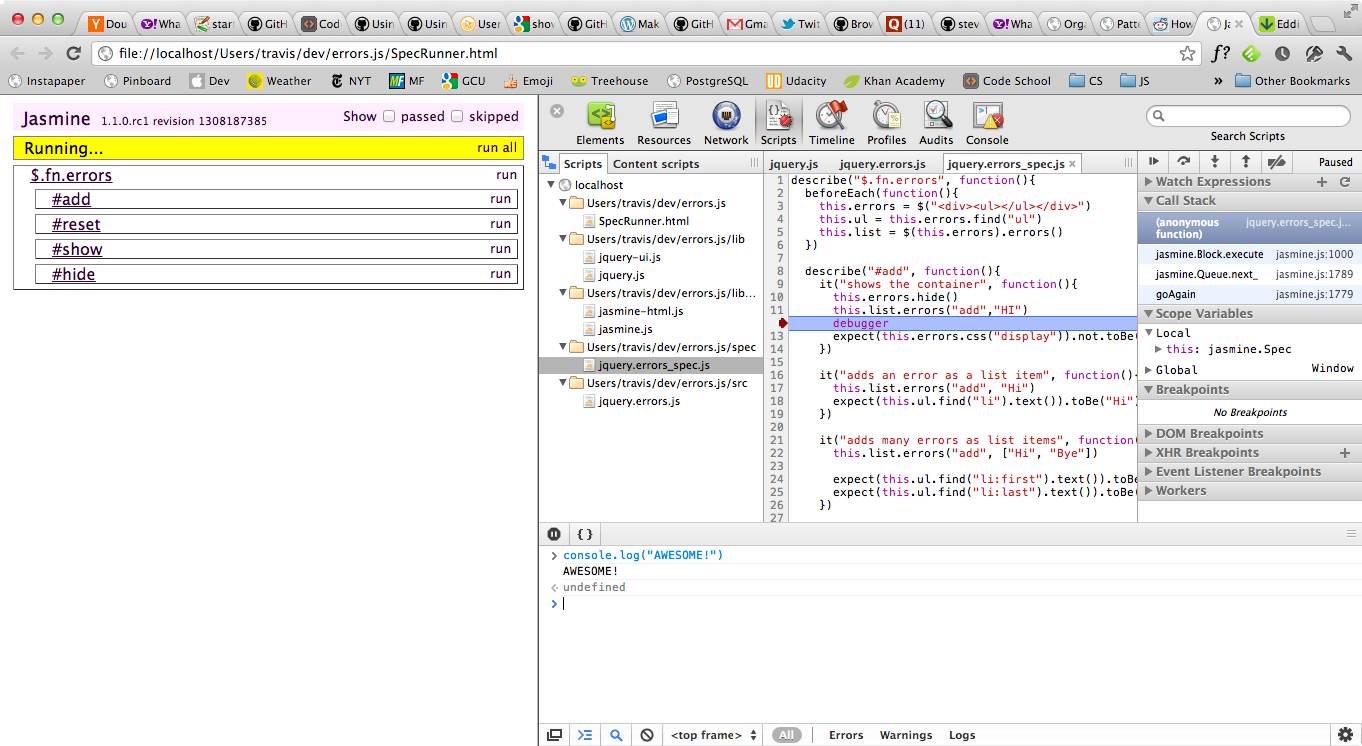 Dou Wha start GitH Cod Usin Usin User sho GitH Mak GitH Gma Twit Brow (11) stev Wha Orga Patte How Ja Eddi
file://localhost/Users/travis/dev/errors.js/SpecRunner.html
Instapaper Pinboard Dev Weather NYT MF GCU Emoji Treehouse PostgreSQL Udacity Khan Academy Code School CS JS » Other Bookmarks
Jasmine 1.1.0.rc1 revision 1308187385 Show passed skipped
Running... run all
$.fn.errors run
#add run
#reset run
#show run
#hide run
Elements Resources Network Scripts Timeline Profiles Audits Console
Search Scripts
Scripts Content scripts
localhost
Users/travis/dev/errors.js
SpecRunner.html
Users/travis/dev/errors.js/lib
jquery-ui.js
jquery.js
Users/travis/dev/errors.js/lib...
jasmine-html.js
jasmine.js
Users/travis/dev/errors.js/spec
jquery.errors_spec.js
Users/travis/dev/errors.js/src
jquery.errors.js
jquery.js jquery.errors.js jquery.errors_spec.js ×
1 describe("$.fn.errors", function(){
2 beforeEach(function(){
3 this.errors = $("<div><ul></ul></div>")
4 this.ul = this.errors.find("ul")
5 this.list = $(this.errors).errors()
6 })
7
8 describe("#add", function(){
9 it("shows the container", function(){
10 this.errors.hide()
11 this.list.errors("add","HI")
debugger
13 expect(this.errors.css("display")).not.toBe(
14 })
15
16 it("adds an error as a list item", function(){
17 this.list.errors("add", "Hi")
18 expect(this.ul.find("li").text()).toBe("Hi")
19 })
20
21 it("adds many errors as list items", function(
22 this.list.errors("add", ["Hi", "Bye"])
23
24 expect(this.ul.find("li:first").text()).toBe(
25 expect(this.ul.find("li:last").text()).toBe(
26 })
27
Paused
Watch Expressions
Call Stack
(anonymous function) jquery.errors_spec.j...
jasmine.Block.execute jasmine.js:1000
jasmine.Queue.next_ jasmine.js:1789
goAgain jasmine.js:1779
Scope Variables
Local
this: jasmine.Spec
Global Window
Breakpoints
No Breakpoints
DOM Breakpoints
XHR Breakpoints
Event Listener Breakpoints
Workers
{ }
> console.log("AWESOME!")
AWESOME!
undefined
>
<top frame> All Errors Warnings Logs